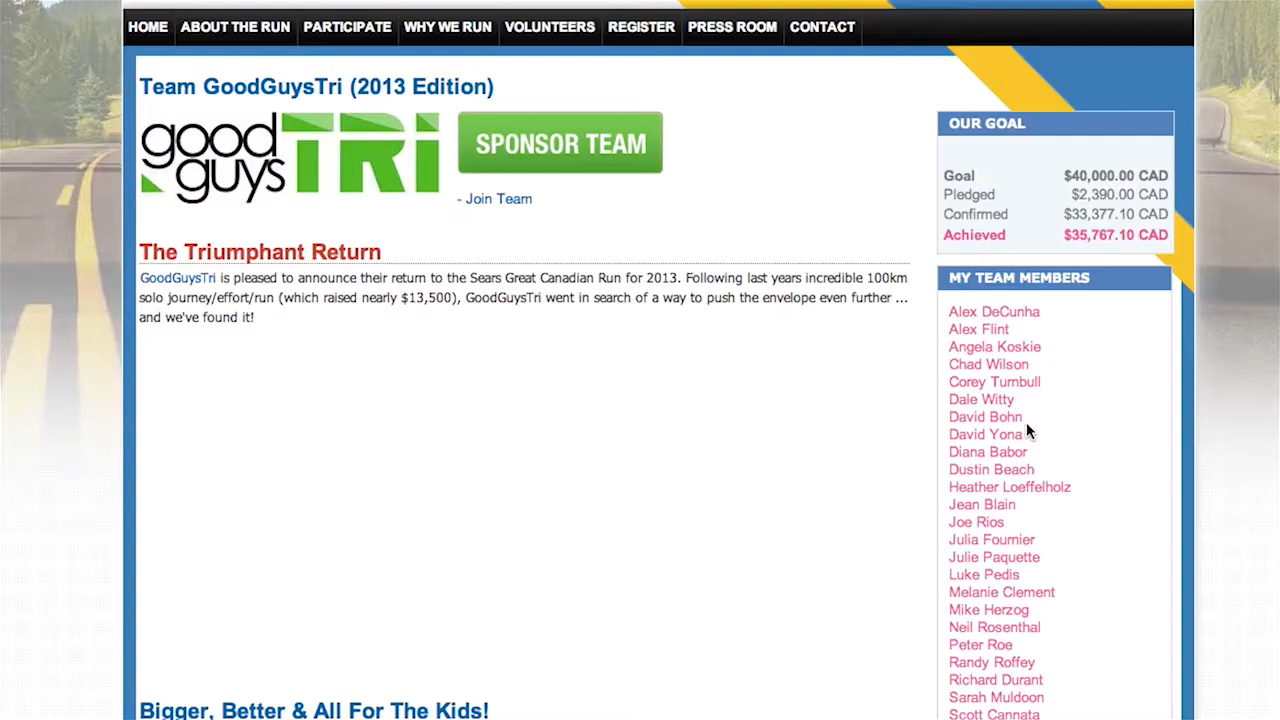 HOME ABOUT THE RUN PARTICIPATE WHY WE RUN VOLUNTEERS REGISTER PRESS ROOM CONTACT
Team GoodGuysTri (2013 Edition)
good guys TRi
SPONSOR TEAM
- Join Team
The Triumphant Return
GoodGuysTri is pleased to announce their return to the Sears Great Canadian Run for 2013. Following last years incredible 100km
solo journey/effort/run (which raised nearly $13,500), GoodGuysTri went in search of a way to push the envelope even further ...
and we've found it!
Bigger, Better & All For The Kids!
OUR GOAL
Goal $40,000.00 CAD
Pledged $2,390.00 CAD
Confirmed $33,377.10 CAD
Achieved $35,767.10 CAD
MY TEAM MEMBERS
Alex DeCunha
Alex Flint
Angela Koskie
Chad Wilson
Corey Turnbull
Dale Witty
David Bohn
David Yona
Diana Babor
Dustin Beach
Heather Loeffelholz
Jean Blain
Joe Rios
Julia Fournier
Julie Paquette
Luke Pedis
Melanie Clement
Mike Herzog
Neil Rosenthal
Peter Roe
Randy Roffey
Richard Durant
Sarah Muldoon
Scott Cannata